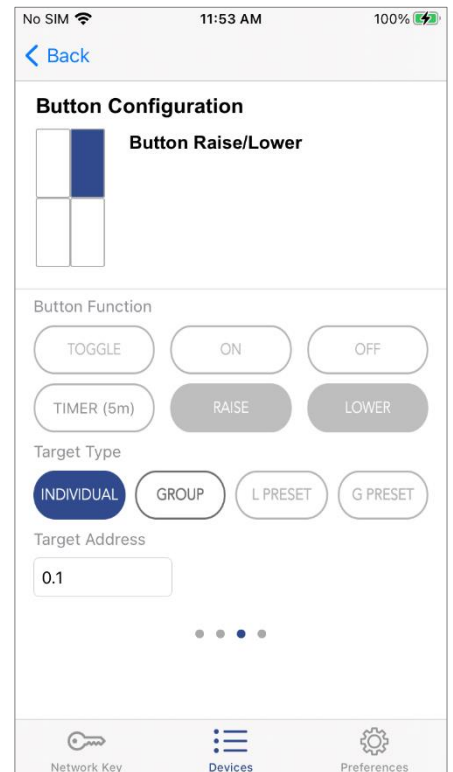 No SIM 11:53 AM 100%
Back
Button Configuration
Button Raise/Lower
Button Function
TOGGLE ON OFF
TIMER (5m) RAISE LOWER
Target Type
INDIVIDUAL GROUP L PRESET G PRESET
Target Address
0.1
Network Key Devices Preferences